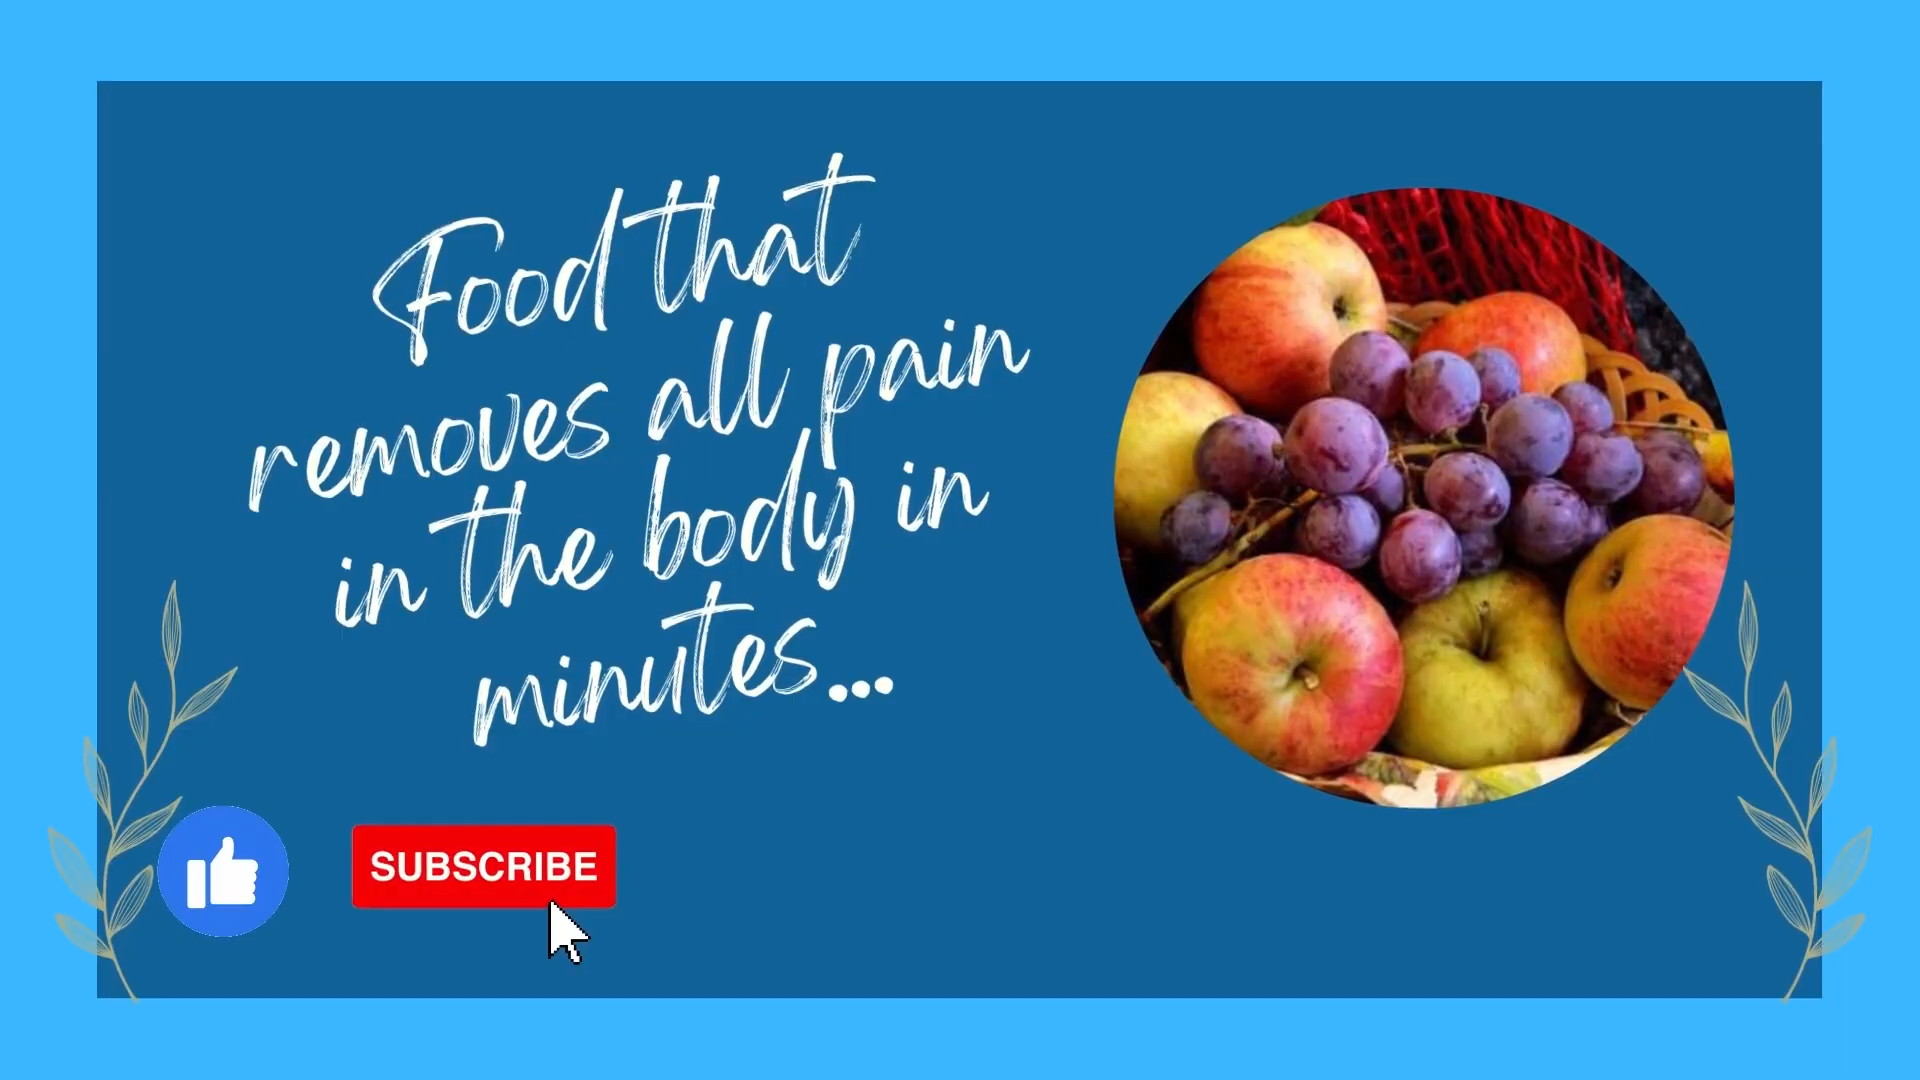 Food that
removes all pain
in the body in
minutes...
SUBSCRIBE